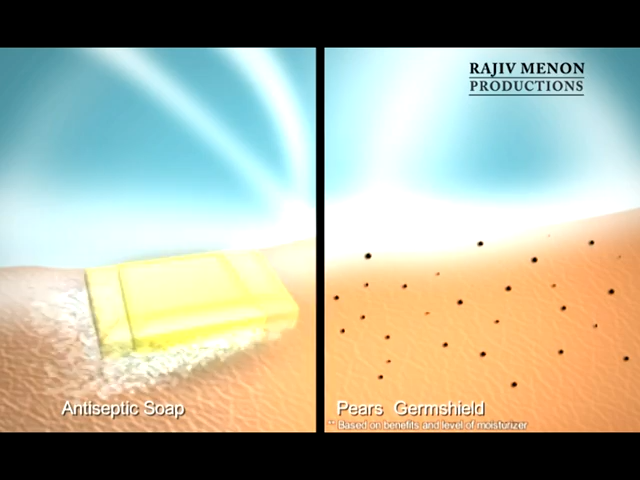 RAJIV MENON
PRODUCTIONS
Antiseptic Soap
Pears Germshield
** Based on benefits and level of moisturizer